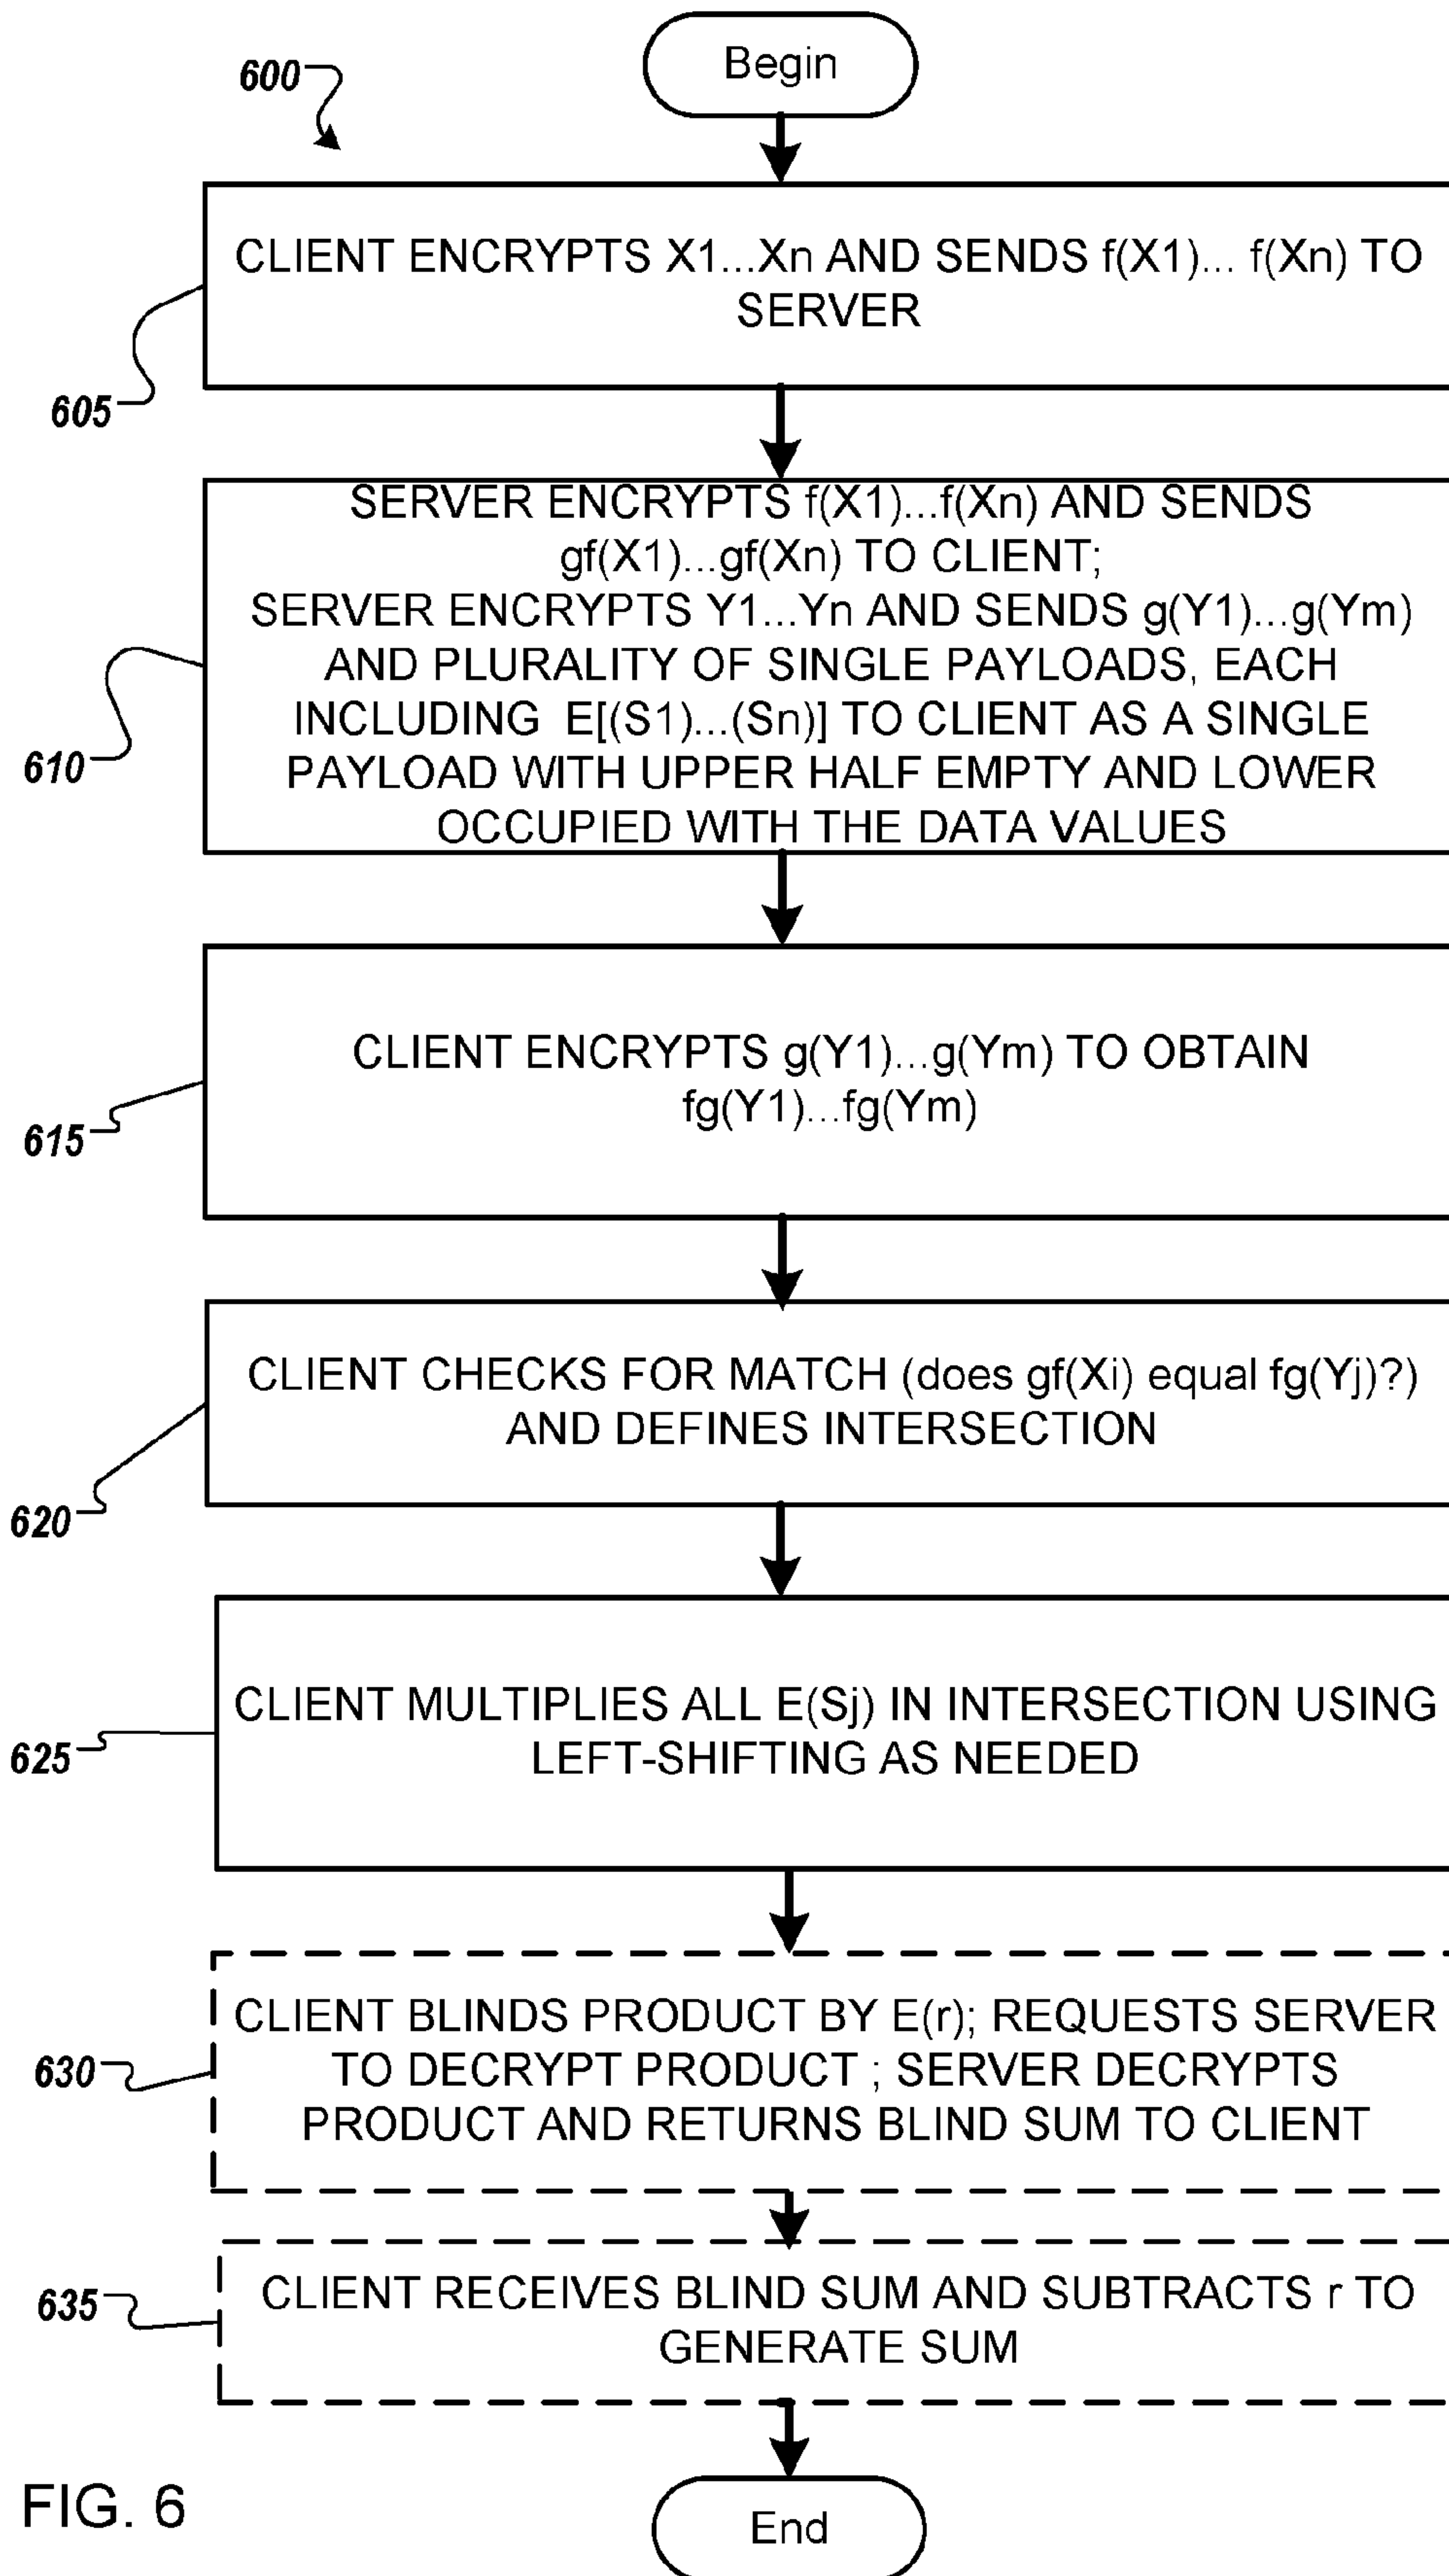 Begin
600
CLIENT ENCRYPTS X1...Xn AND SENDS f(X1)... f(Xn) TO
SERVER
605
SERVER ENCRYPTS f(X1)...f(Xn) AND SENDS
gf(X1)...gf(Xn) TO CLIENT;
SERVER ENCRYPTS Y1...Yn AND SENDS g(Y1)...g(Ym)
AND PLURALITY OF SINGLE PAYLOADS, EACH
INCLUDING E[(S1)...(Sn)] TO CLIENT AS A SINGLE
PAYLOAD WITH UPPER HALF EMPTY AND LOWER
OCCUPIED WITH THE DATA VALUES
610
CLIENT ENCRYPTS g(Y1)...g(Ym) TO OBTAIN
fg(Y1)...fg(Ym)
615
CLIENT CHECKS FOR MATCH (does gf(Xi) equal fg(Yj)?)
AND DEFINES INTERSECTION
620
CLIENT MULTIPLIES ALL E(Sj) IN INTERSECTION USING
LEFT-SHIFTING AS NEEDED
625
CLIENT BLINDS PRODUCT BY E(r); REQUESTS SERVER
TO DECRYPT PRODUCT ; SERVER DECRYPTS
PRODUCT AND RETURNS BLIND SUM TO CLIENT
630
CLIENT RECEIVES BLIND SUM AND SUBTRACTS r TO
GENERATE SUM
635
End
FIG. 6